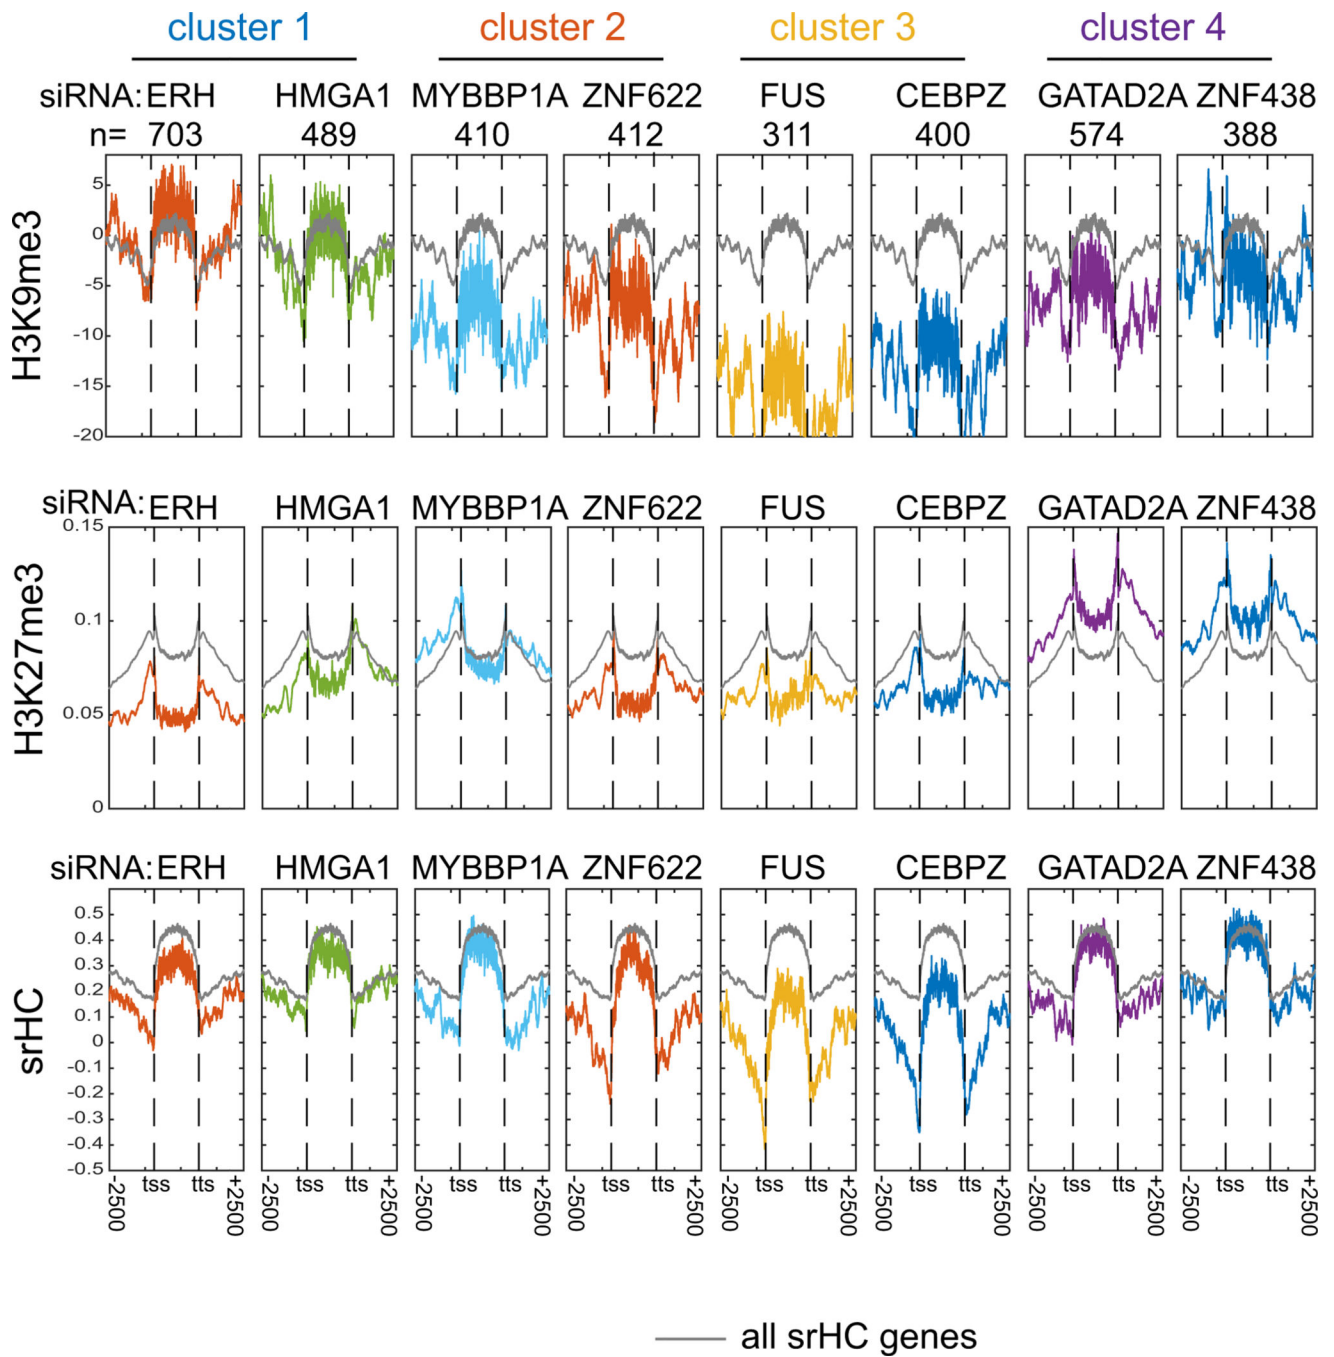 cluster 1 cluster 2 cluster 3 cluster 4
siRNA: ERH HMGA1 MYBBP1A ZNF622 FUS CEBPZ GATAD2A ZNF438
n= 703 489 410 412 311 400 574 388
H3K9me3
5
0
-5
-10
-15
-20
siRNA: ERH HMGA1 MYBBP1A ZNF622 FUS CEBPZ GATAD2A ZNF438
H3K27me3
0.15
0.1
0.05
0
siRNA: ERH HMGA1 MYBBP1A ZNF622 FUS CEBPZ GATAD2A ZNF438
srHC
0.5
0.4
0.3
0.2
0.1
0
-0.1
-0.2
-0.3
-0.4
-0.5
-2500 tss tts +2500 -2500 tss tts +2500 -2500 tss tts +2500 -2500 tss tts +2500 -2500 tss tts +2500 -2500 tss tts +2500 -2500 tss tts +2500 -2500 tss tts +2500
all srHC genes